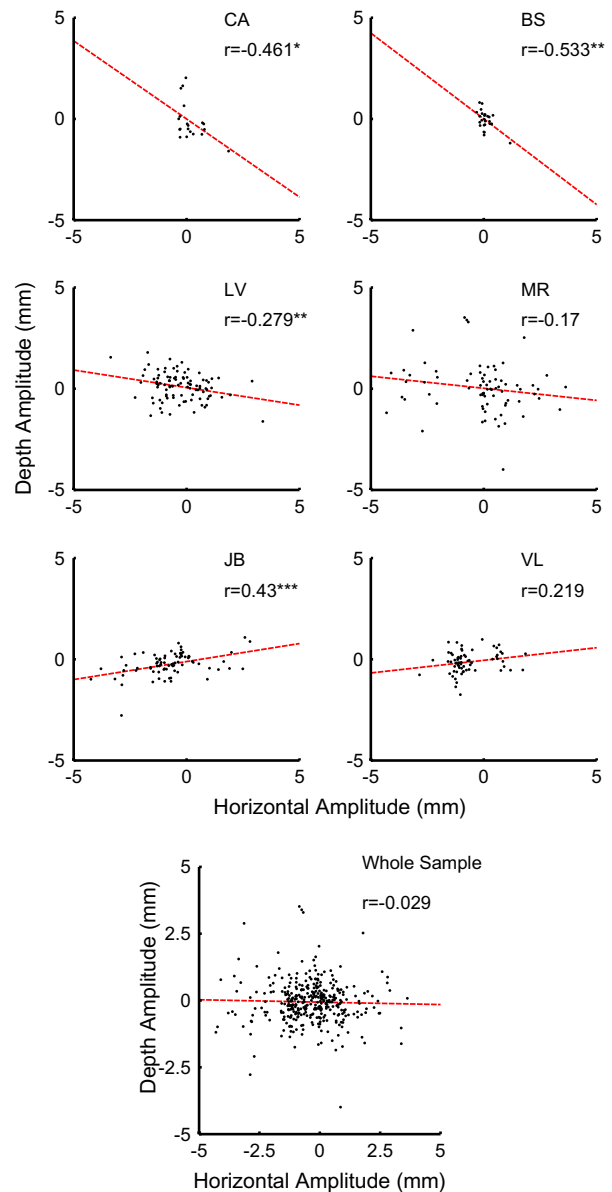 CA
r=-0.461*
5
0
-5
-5 0 5
BS
r=-0.533**
5
0
-5
-5 0 5
Depth Amplitude (mm)
LV
r=-0.279**
5
0
-5
-5 0 5
MR
r=-0.17
5
0
-5
-5 0 5
JB
r=0.43***
5
0
-5
-5 0 5
VL
r=0.219
5
0
-5
-5 0 5
Horizontal Amplitude (mm)
Whole Sample
r=-0.029
Depth Amplitude (mm)
5
2.5
0
-2.5
-5
-5 -2.5 0 2.5 5
Horizontal Amplitude (mm)